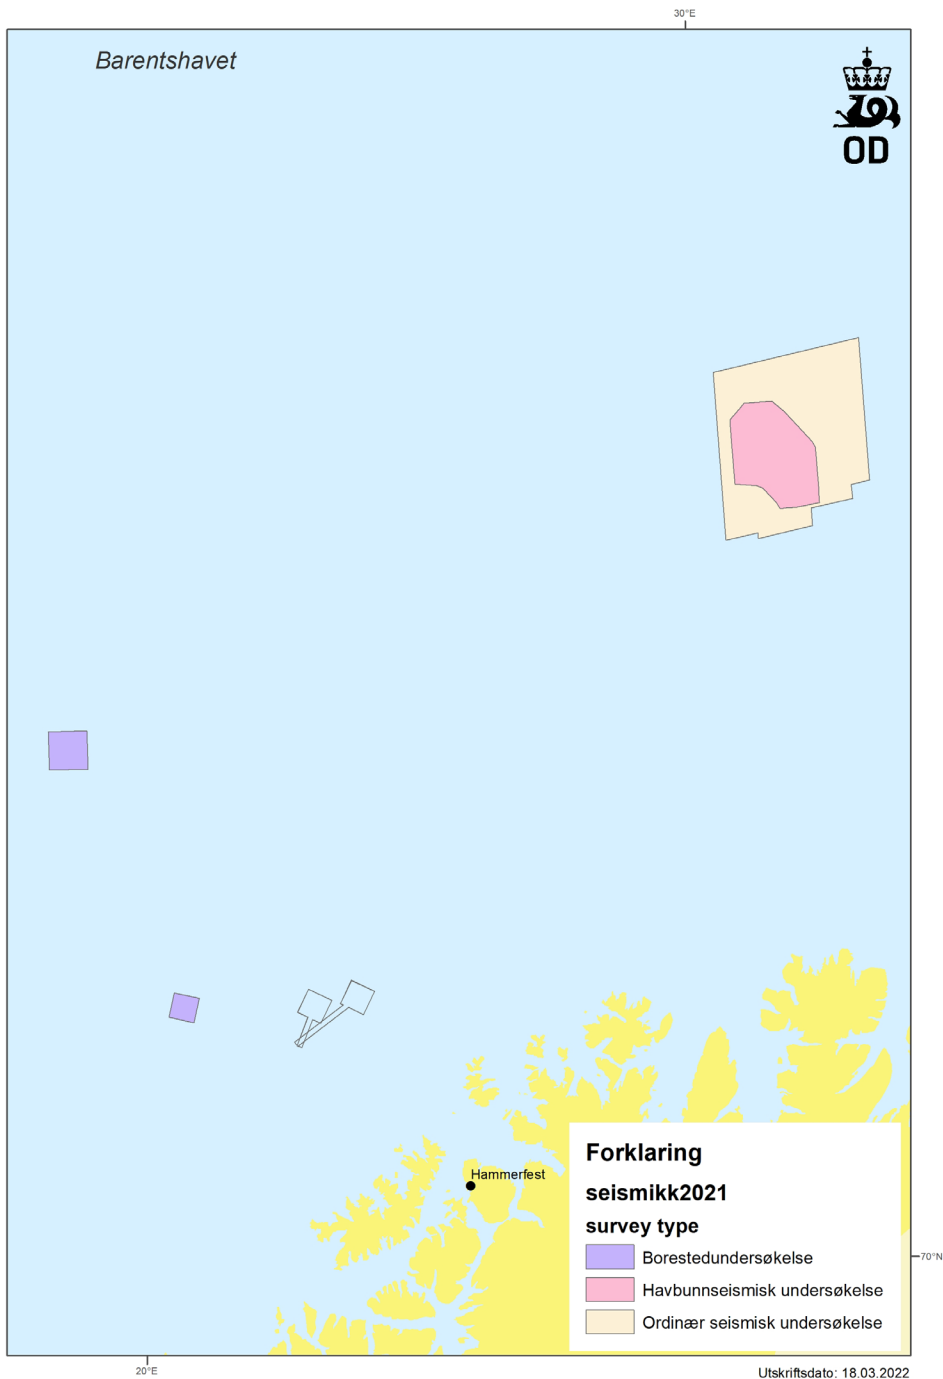 30°E
Barentshavet
OD
Hammerfest
Forklaring
seismikk2021
survey type
Borestedundersøkelse
Havbunnseismisk undersøkelse
Ordinær seismisk undersøkelse
70°N
20°E
Utskriftsdato: 18.03.2022